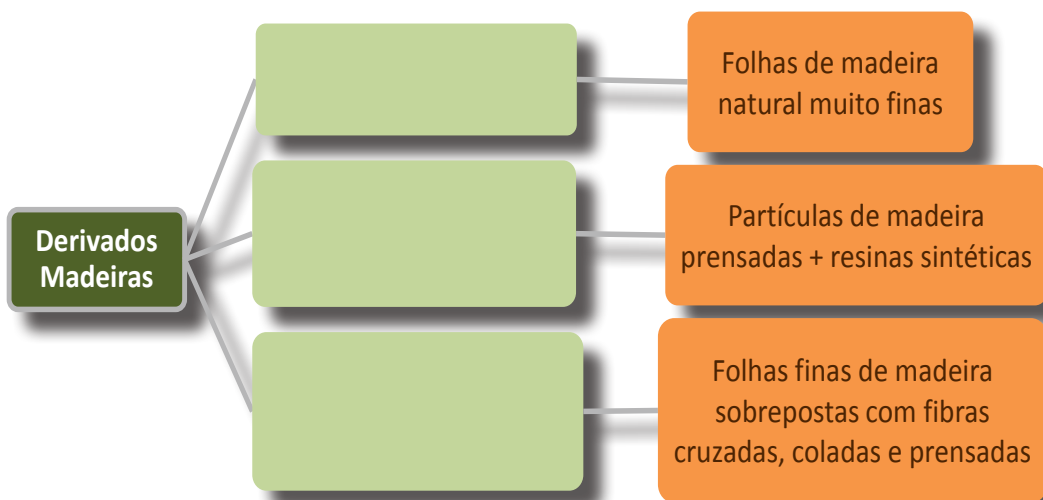 Derivados
Madeiras
Folhas de madeira
natural muito finas
Partículas de madeira
prensadas + resinas sintéticas
Folhas finas de madeira
sobrepostas com fibras
cruzadas, coladas e prensadas